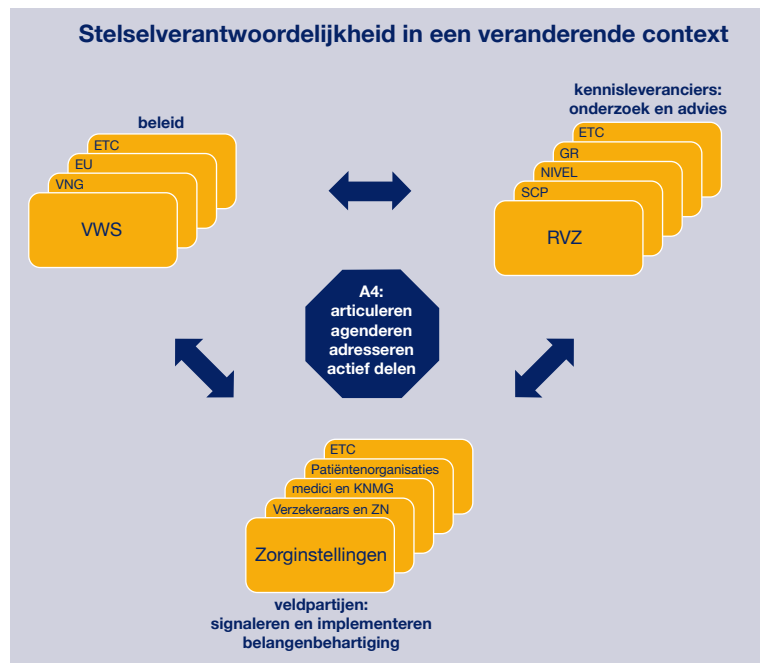 Stelselverantwoordelijkheid in een veranderende context
beleid
ETC
EU
VNG
VWS
kennisleveranciers:
onderzoek en advies
ETC
GR
NIVEL
SCP
RVZ
A4:
articuleren
agenderen
adresseren
actief delen
ETC
Patiëntenorganisaties
medici en KNMG
Verzekeraars en ZN
Zorginstellingen
veldpartijen:
signaleren en implementeren
belangenbehartiging